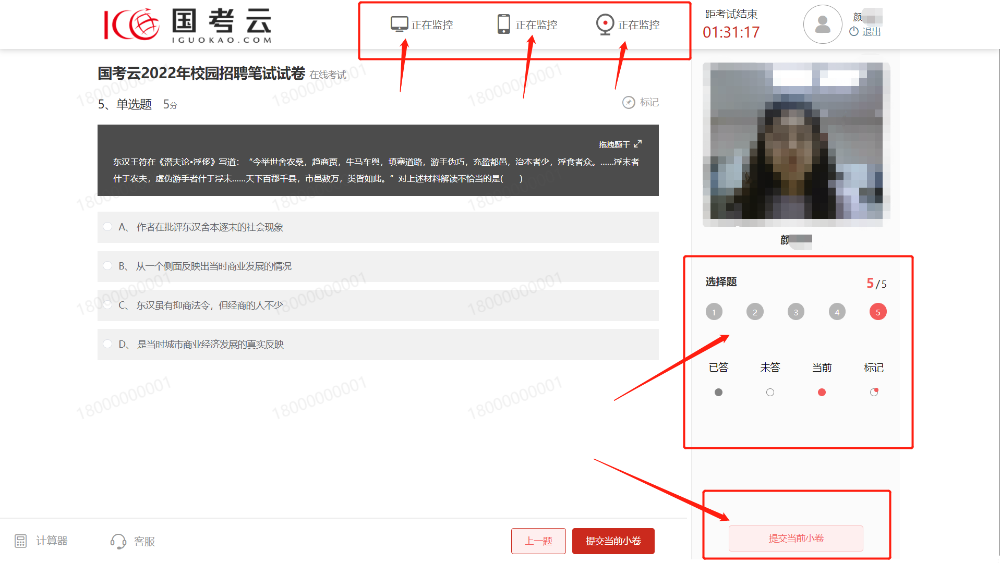 国考云
IGUOKAO.COM
正在监控
正在监控
正在监控
距考试结束
01:31:17
颜
退出
国考云2022年校园招聘笔试试卷 在线考试
5、单选题 5分
标记
拖拽题干
东汉王符在《潜夫论•浮侈》写道：“今举世舍农桑，趋商贾，牛马车舆，填塞道路，游手伪巧，充盈都邑，治本者少，浮食者众。……浮末者
什于农夫，虚伪游手者什于浮末……天下百郡千县，市邑数万，类皆如此。”对上述材料解读不恰当的是(　　)
A、 作者在批评东汉舍本逐末的社会现象
B、 从一个侧面反映出当时商业发展的情况
C、 东汉虽有抑商法令，但经商的人不少
D、 是当时城市商业经济发展的真实反映
颜
选择题
5/5
1 2 3 4 5
已答 未答 当前 标记
计算器
客服
上一题
提交当前小卷
提交当前小卷
18000000001
18000000001
18000000001
18000000001
18000000001
18000000001
18000000001
18000000001
18000000001